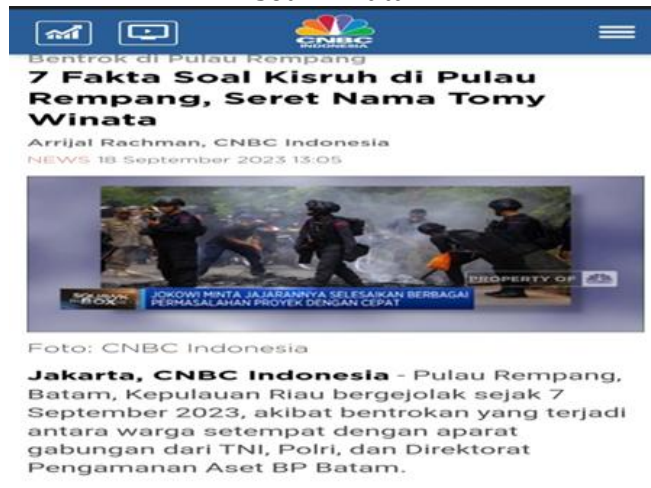 CNBC
INDONESIA
Bentrok di Pulau Rempang
7 Fakta Soal Kisruh di Pulau
Rempang, Seret Nama Tomy
Winata
Arrijal Rachman, CNBC Indonesia
NEWS 18 September 2023 13:05
PROPERTY OF
SQUAWK
BOX
JOKOWI MINTA JAJARANNYA SELESAIKAN BERBAGAI
PERMASALAHAN PROYEK DENGAN CEPAT
Foto: CNBC Indonesia
Jakarta, CNBC Indonesia - Pulau Rempang,
Batam, Kepulauan Riau bergejolak sejak 7
September 2023, akibat bentrokan yang terjadi
antara warga setempat dengan aparat
gabungan dari TNI, Polri, dan Direktorat
Pengamanan Aset BP Batam.